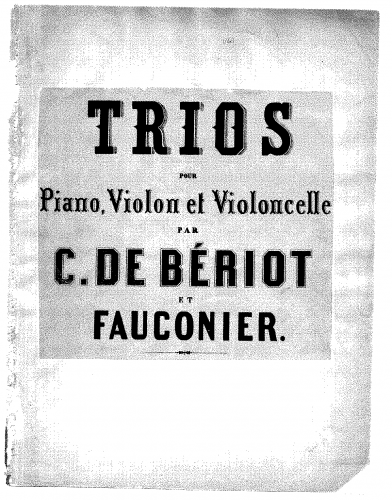 TRIOS
POUR
Piano, Violon et Violoncelle
PAR
C. DE BÉRIOT
ET
FAUCONIER.